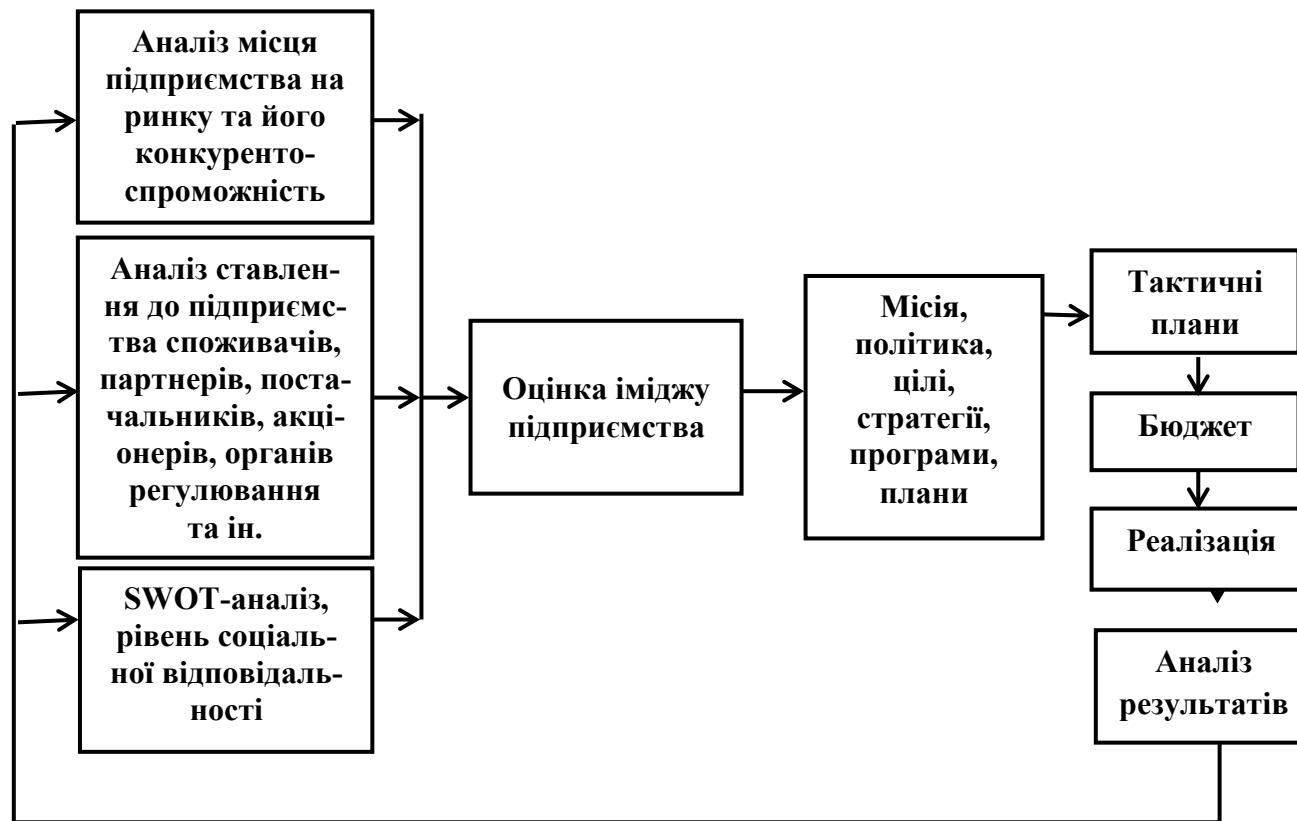 Аналіз місця
підприємства на
ринку та його
конкуренто-
спроможність
Аналіз ставлен-
ня до підприємс-
тва споживачів,
партнерів, поста-
чальників, акці-
онерів, органів
регулювання
та ін.
SWOT-аналіз,
рівень соціаль-
ної відповідаль-
ності
Оцінка іміджу
підприємства
Місія,
політика,
цілі,
стратегії,
програми,
плани
Тактичні
плани
Бюджет
Реалізація
Аналіз
результатів